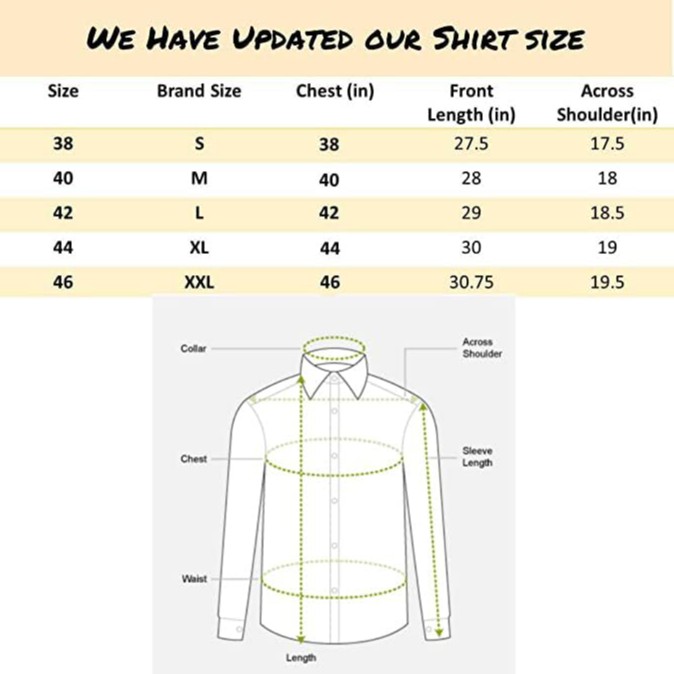 We Have Updated our Shirt size
Size Brand Size Chest (in) Front Length (in) Across Shoulder(in)
38 S 38 27.5 17.5
40 M 40 28 18
42 L 42 29 18.5
44 XL 44 30 19
46 XXL 46 30.75 19.5
Collar
Across
Shoulder
Chest
Sleeve
Length
Waist
Length